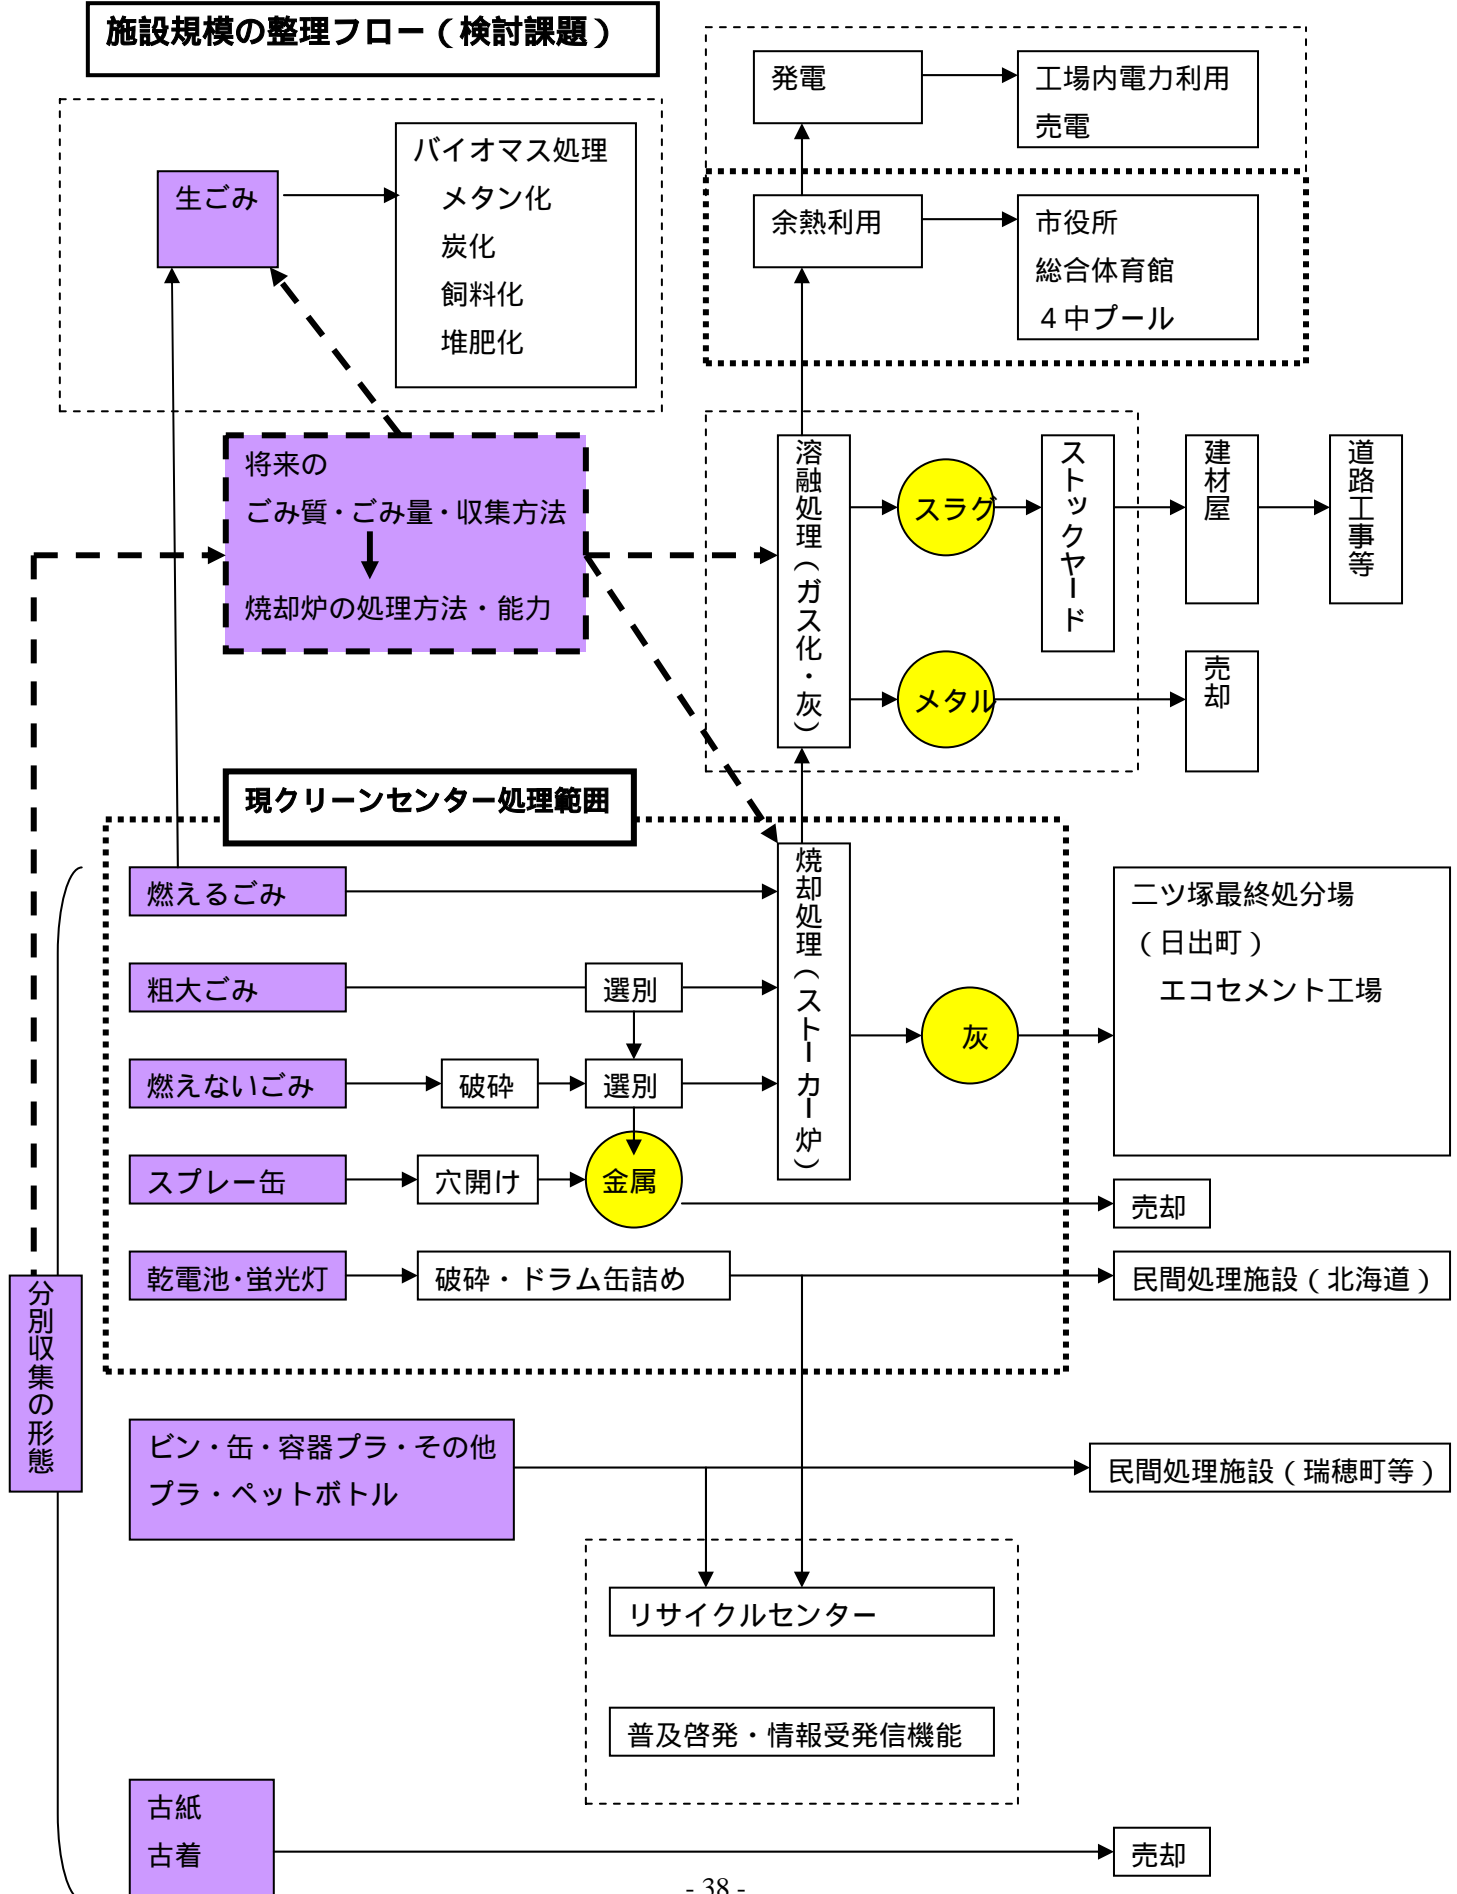 施設規模の整理フロー（検討課題）
発電
工場内電力利用
売電
生ごみ
バイオマス処理
メタン化
炭化
飼料化
堆肥化
余熱利用
市役所
総合体育館
４中プール
将来の
ごみ質・ごみ量・収集方法
焼却炉の処理方法・能力
溶融処理（ガス化・灰）
スラグ
ストックヤード
建材屋
道路工事等
メタル
売却
現クリーンセンター処理範囲
燃えるごみ
焼却処理（ストーカー炉）
二ツ塚最終処分場
（日出町）
エコセメント工場
粗大ごみ
選別
灰
燃えないごみ
破砕
選別
スプレー缶
穴開け
金属
売却
乾電池・蛍光灯
破砕・ドラム缶詰め
民間処理施設（北海道）
分別収集の形態
ビン・缶・容器プラ・その他
プラ・ペットボトル
民間処理施設（瑞穂町等）
リサイクルセンター
普及啓発・情報受発信機能
古紙
古着
売却
- 38 -